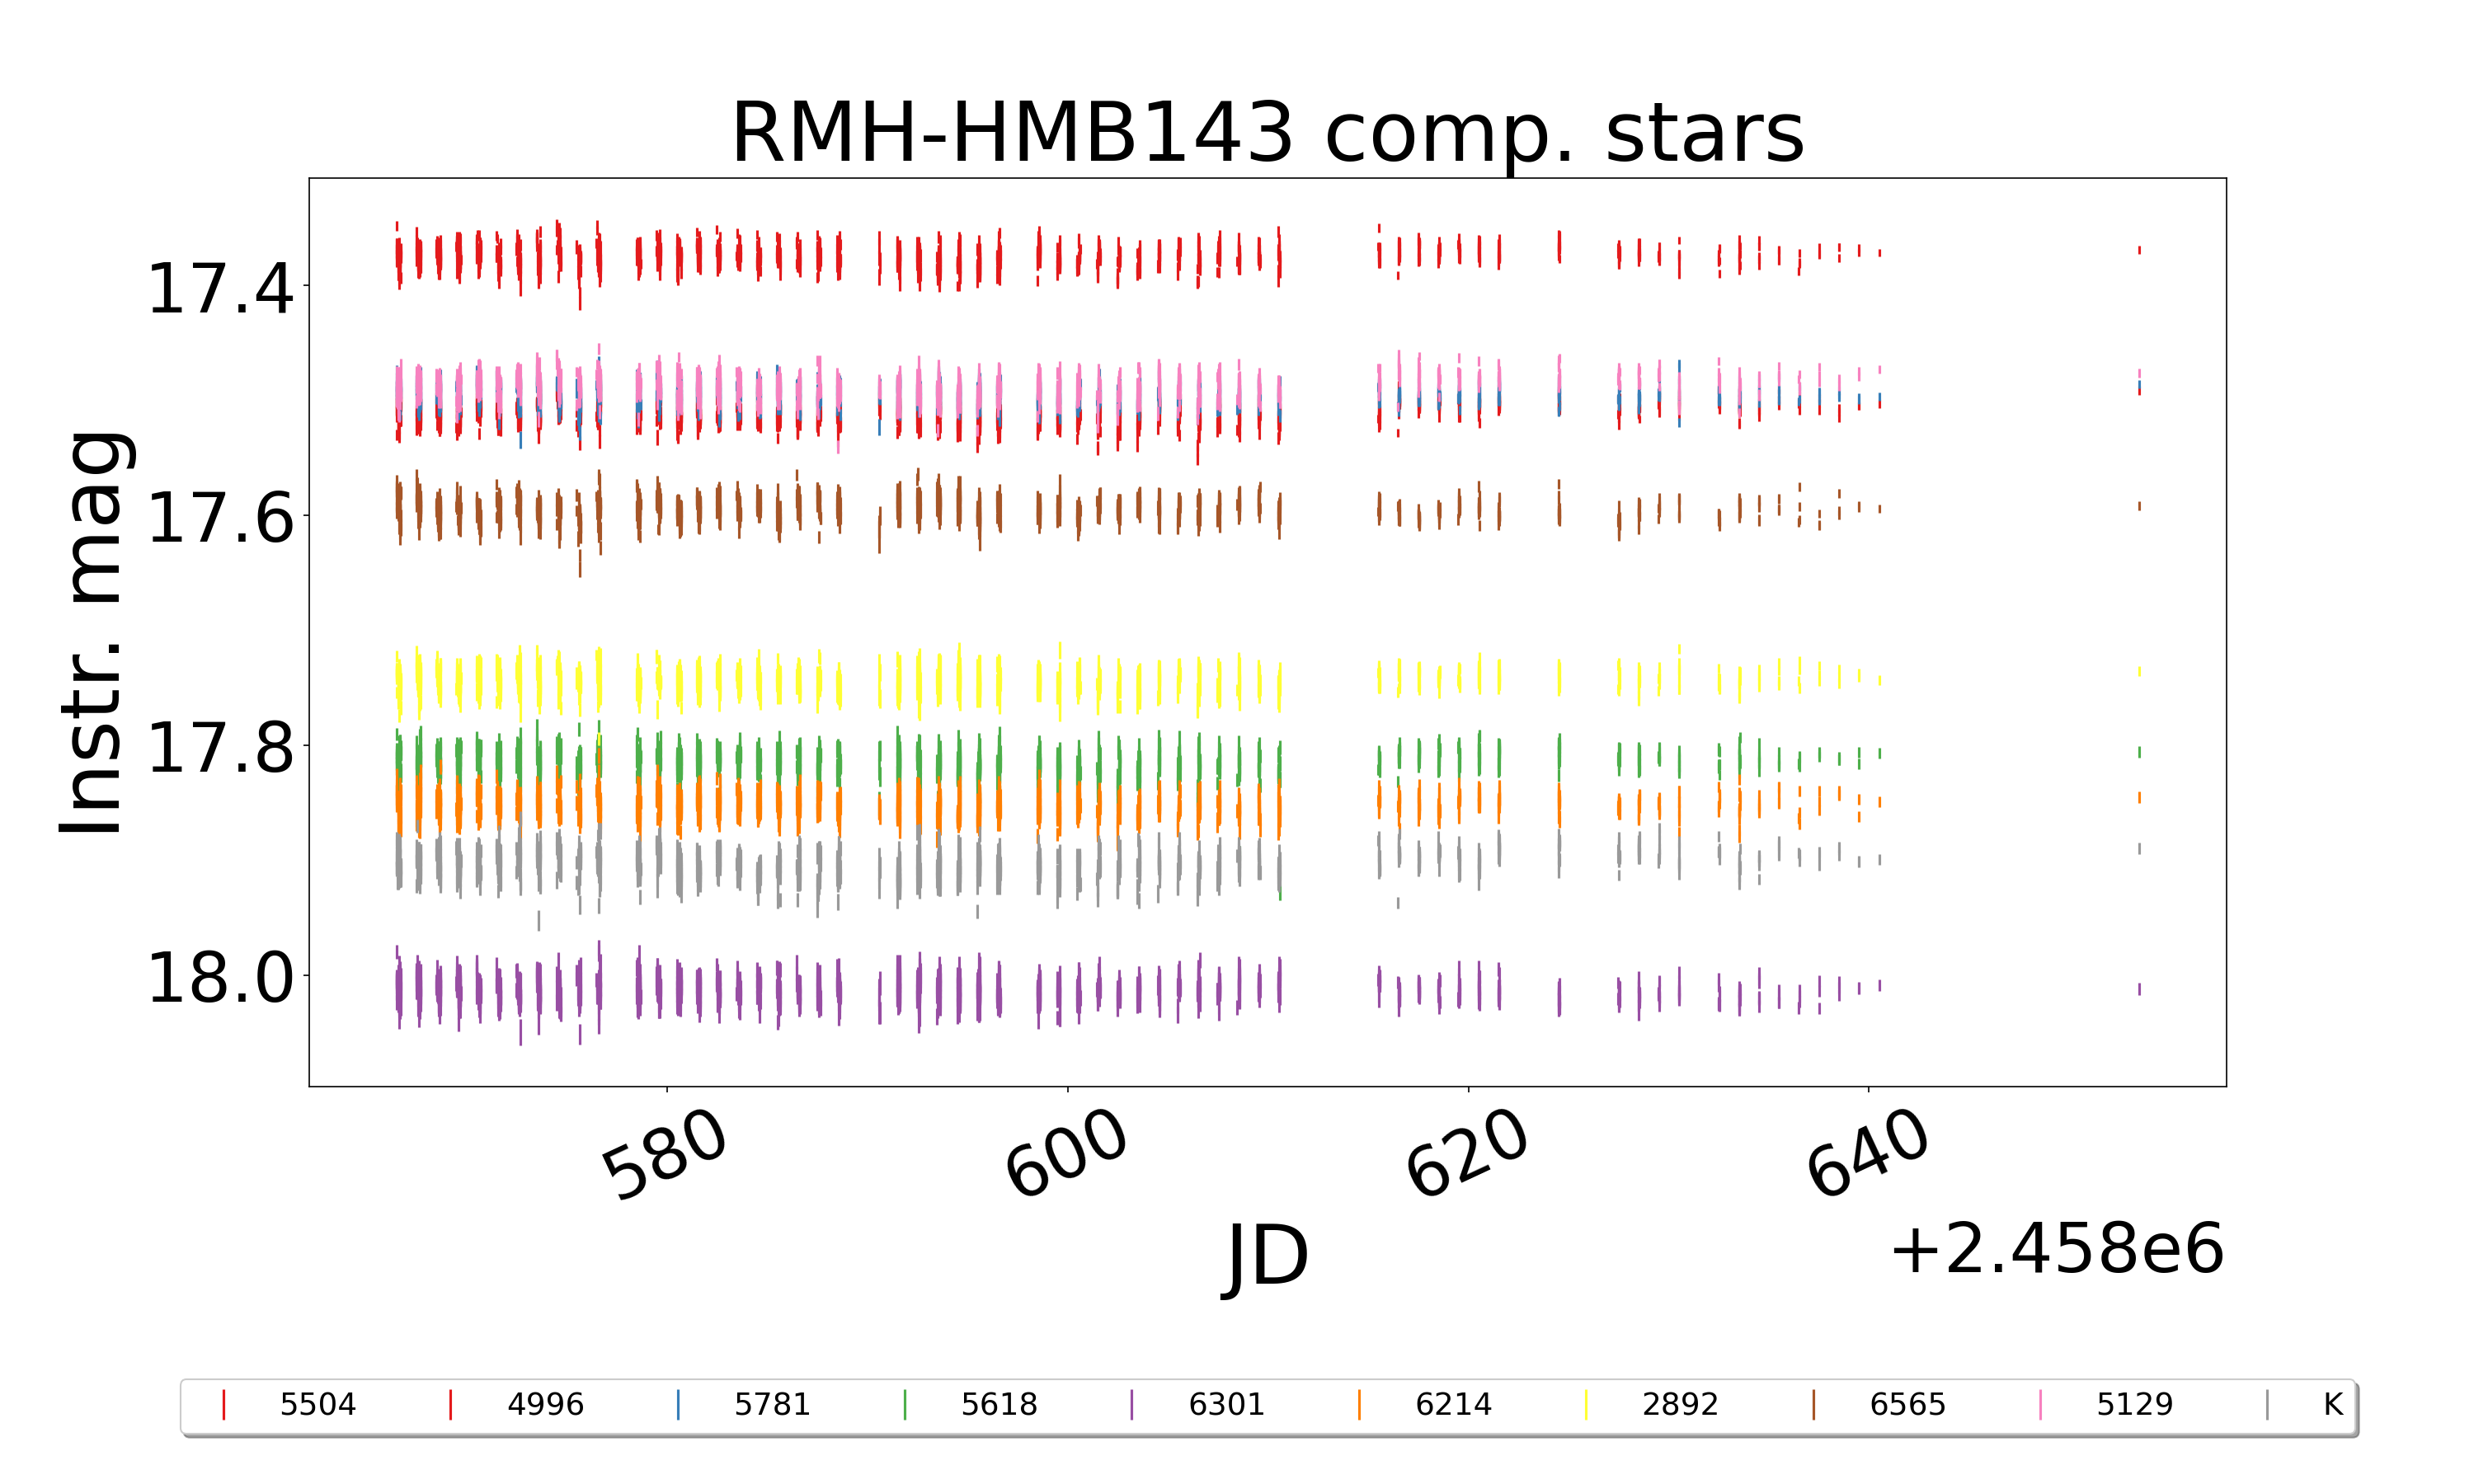 RMH-HMB143 comp. stars
Instr. mag
17.4
17.6
17.8
18.0
580 600 620 640
JD
+2.458e6
5504 4996 5781 5618 6301 6214 2892 6565 5129 K